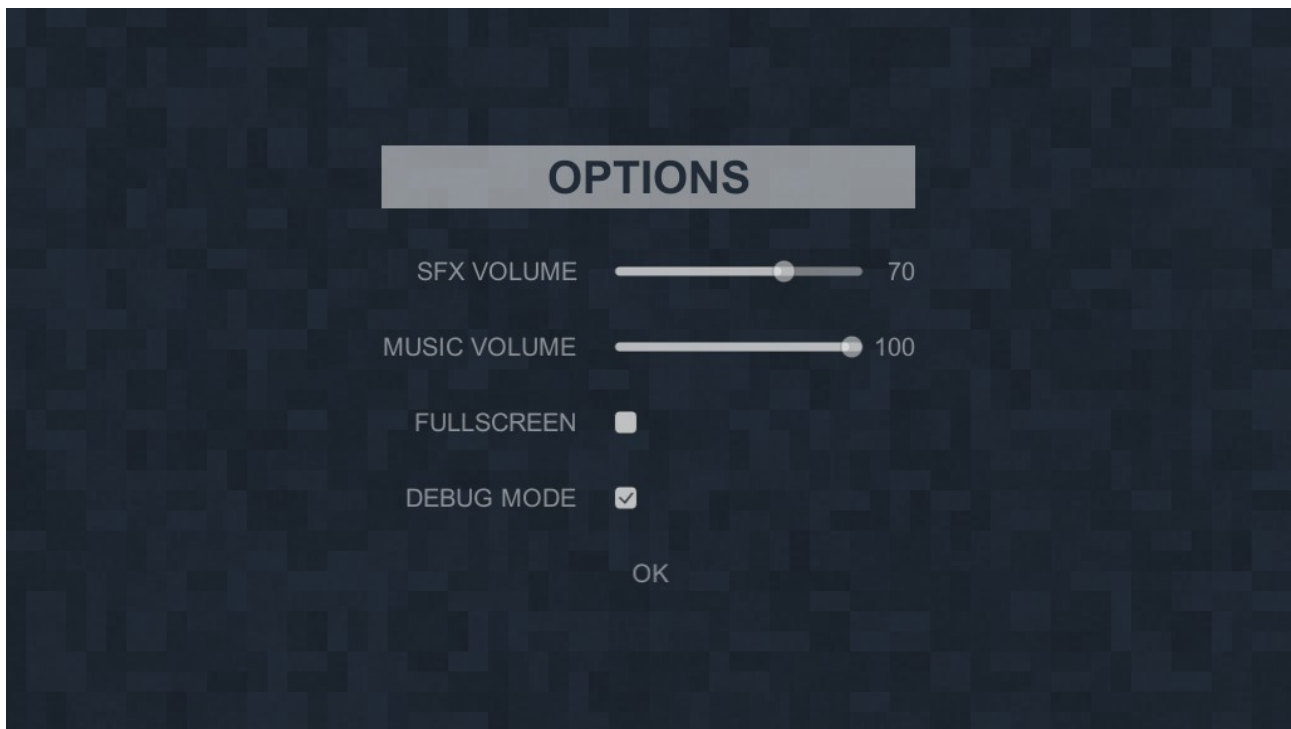 OPTIONS
SFX VOLUME 70
MUSIC VOLUME 100
FULLSCREEN
DEBUG MODE
OK